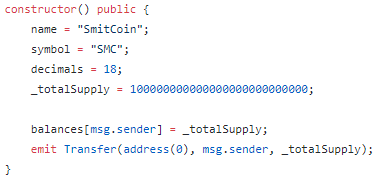 constructor() public {
name = "SmitCoin";
symbol = "SMC";
decimals = 18;
_totalSupply = 100000000000000000000000000;
balances[msg.sender] = _totalSupply;
emit Transfer(address(0), msg.sender, _totalSupply);
}